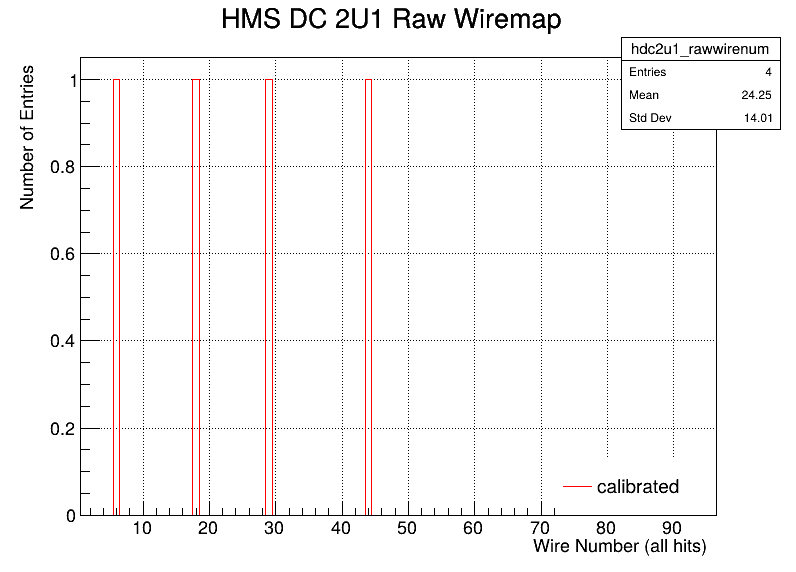 HMS DC 2U1 Raw Wiremap
hdc2u1_rawwirenum
Entries 4
Mean 24.25
Std Dev 14.01
Number of Entries
1
0.8
0.6
0.4
0.2
0
calibrated
10 20 30 40 50 60 70 80 90
Wire Number (all hits)